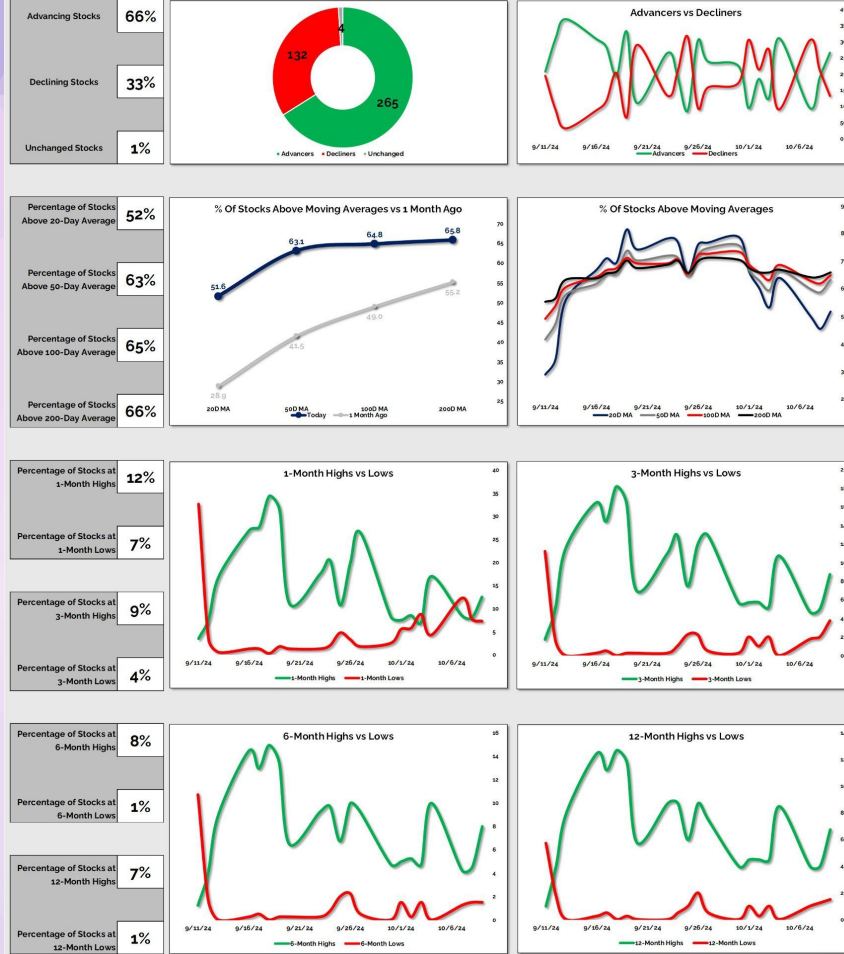 Advancing Stocks 66%
Declining Stocks 33%
Unchanged Stocks 1%
4
132
265
Advancers Decliners Unchanged
Advancers vs Decliners
9/11/24 9/16/24 9/21/24 9/26/24 10/1/24 10/6/24
Advancers Decliners
Percentage of Stocks
Above 20-Day Average 52%
Percentage of Stocks
Above 50-Day Average 63%
Percentage of Stocks
Above 100-Day Average 65%
Percentage of Stocks
Above 200-Day Average 66%
% Of Stocks Above Moving Averages vs 1 Month Ago
70
65
60
55
50
45
40
35
30
25
51.6
63.1
64.8
65.8
28.9
41.5
49.0
55.2
20D MA 50D MA 100D MA 200D MA
Today 1 Month Ago
% Of Stocks Above Moving Averages
9/11/24 9/16/24 9/21/24 9/26/24 10/1/24 10/6/24
20D MA 50D MA 100D MA 200D MA
Percentage of Stocks at
1-Month Highs 12%
Percentage of Stocks at
1-Month Lows 7%
Percentage of Stocks at
3-Month Highs 9%
Percentage of Stocks at
3-Month Lows 4%
1-Month Highs vs Lows
40
35
30
25
20
15
10
5
0
9/11/24 9/16/24 9/21/24 9/26/24 10/1/24 10/6/24
1-Month Highs 1-Month Lows
3-Month Highs vs Lows
8
6
4
2
0
9/11/24 9/16/24 9/21/24 9/26/24 10/1/24 10/6/24
3-Month Highs 3-Month Lows
Percentage of Stocks at
6-Month Highs 8%
Percentage of Stocks at
6-Month Lows 1%
Percentage of Stocks at
12-Month Highs 7%
Percentage of Stocks at
12-Month Lows 1%
6-Month Highs vs Lows
16
14
12
10
8
6
4
2
0
9/11/24 9/16/24 9/21/24 9/26/24 10/1/24 10/6/24
6-Month Highs 6-Month Lows
12-Month Highs vs Lows
8
6
4
2
0
9/11/24 9/16/24 9/21/24 9/26/24 10/1/24 10/6/24
12-Month Highs 12-Month Lows